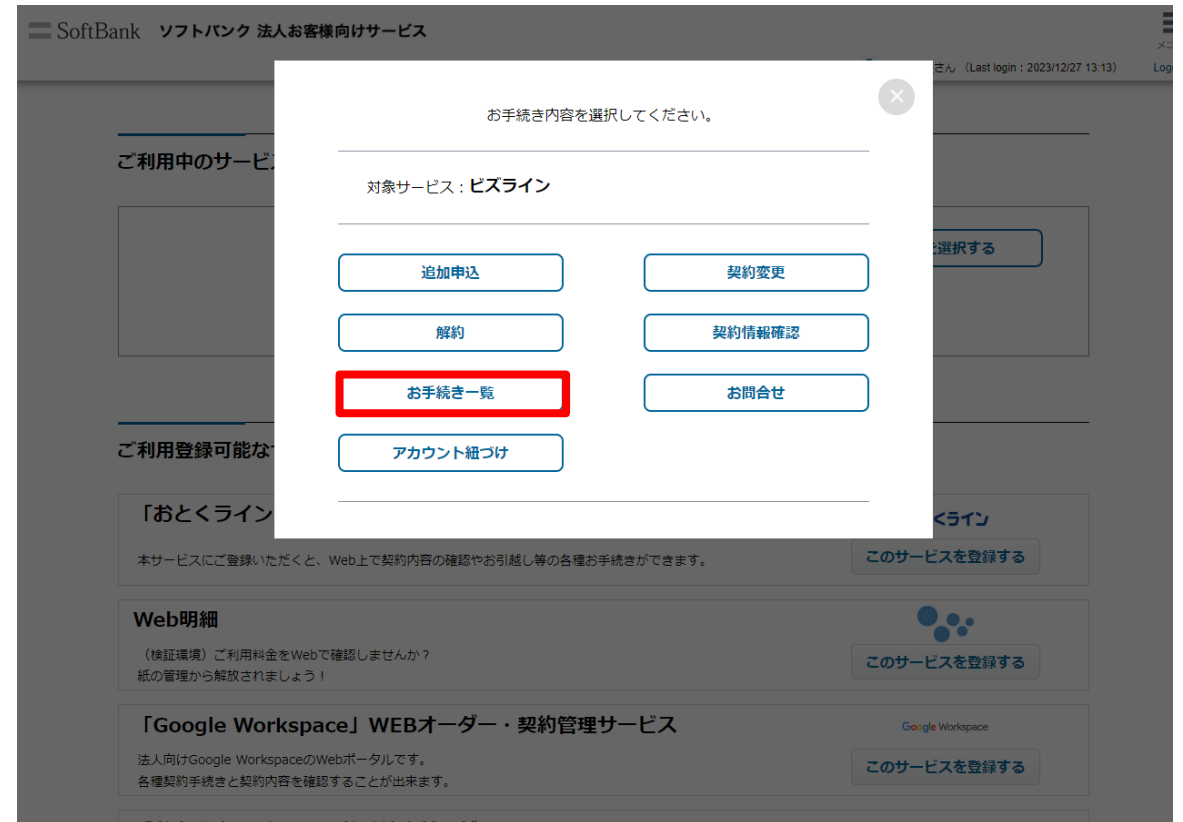 SoftBank ソフトバンク 法人お客様向けサービス
メニ
さん (Last login : 2023/12/27 13:13)
Log
お手続き内容を選択してください。
ご利用中のサービ
対象サービス : ビズライン
選択する
追加申込
契約変更
解約
契約情報確認
お手続き一覧
お問合せ
ご利用登録可能な
アカウント紐づけ
「おとくライン
くライン
本サービスにご登録いただくと、Web上で契約内容の確認やお引越し等の各種お手続きができます。
このサービスを登録する
Web明細
(検証環境)ご利用料金をWebで確認しませんか?
紙の管理から解放されましょう!
このサービスを登録する
「Google Workspace」WEBオーダー・契約管理サービス
Google Workspace
法人向けGoogle WorkspaceのWebポータルです。
各種契約手続きと契約内容を確認することが出来ます。
このサービスを登録する